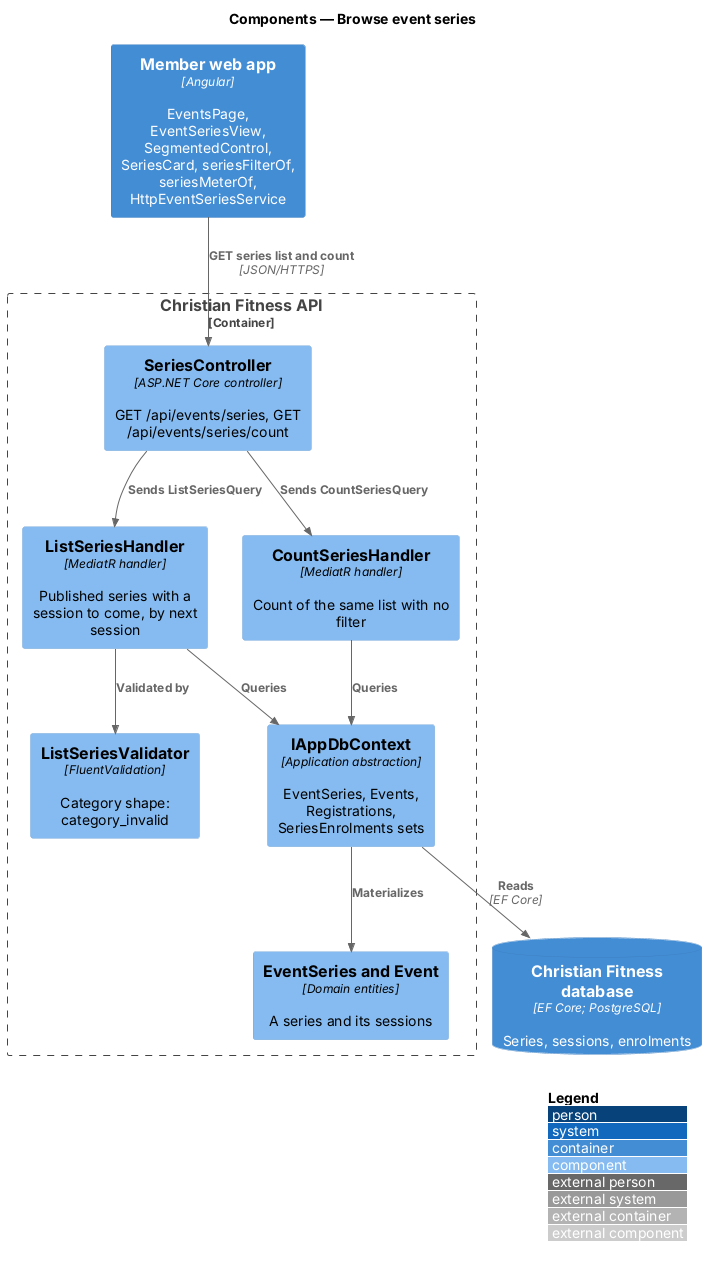 Components — Browse event series
Member web app
[Angular]
EventsPage,
EventSeriesView,
SegmentedControl,
SeriesCard, seriesFilterOf,
seriesMeterOf,
HttpEventSeriesService
GET series list and count
[JSON/HTTPS]
Christian Fitness API
[Container]
SeriesController
[ASP.NET Core controller]
GET /api/events/series, GET
/api/events/series/count
Sends ListSeriesQuery
Sends CountSeriesQuery
ListSeriesHandler
[MediatR handler]
Published series with a
session to come, by next
session
CountSeriesHandler
[MediatR handler]
Count of the same list with no
filter
Validated by
Queries
Queries
ListSeriesValidator
[FluentValidation]
Category shape:
category_invalid
IAppDbContext
[Application abstraction]
EventSeries, Events,
Registrations,
SeriesEnrolments sets
Materializes
Reads
[EF Core]
EventSeries and Event
[Domain entities]
A series and its sessions
Christian Fitness
database
[EF Core; PostgreSQL]
Series, sessions, enrolments
Legend
person
system
container
component
external person
external system
external container
external component